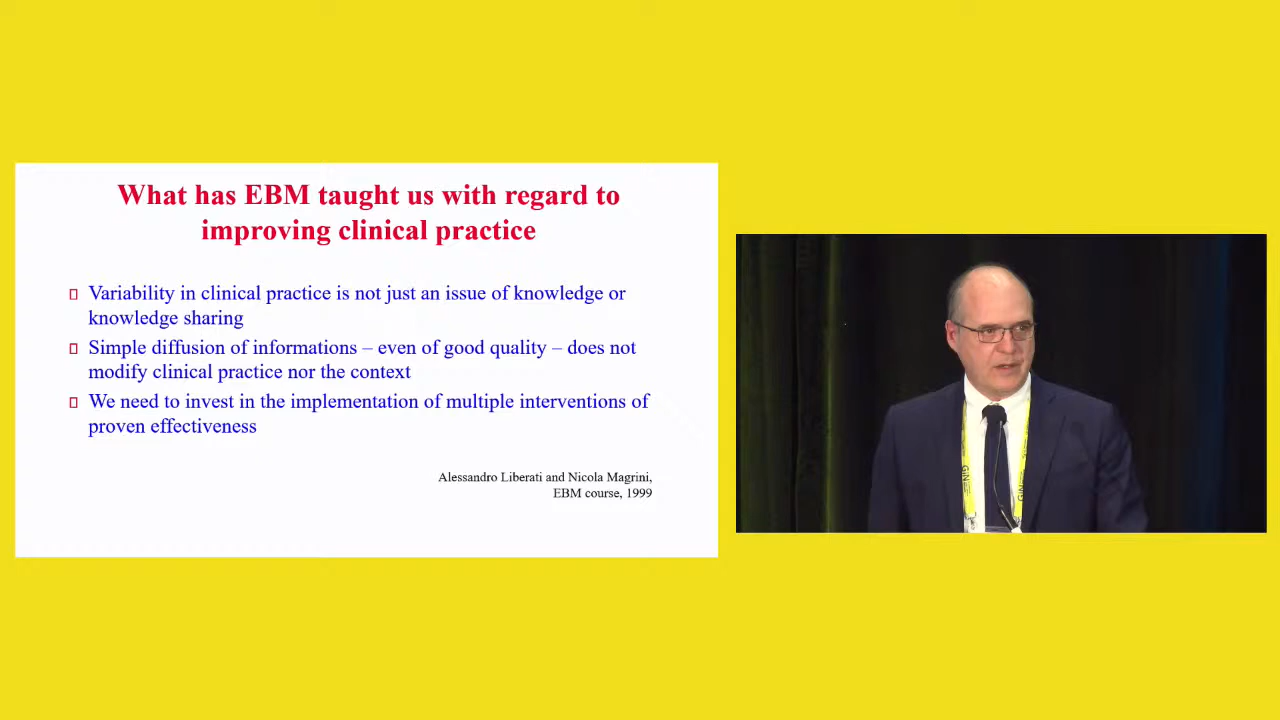 What has EBM taught us with regard to
improving clinical practice
Variability in clinical practice is not just an issue of knowledge or
knowledge sharing
Simple diffusion of informations – even of good quality – does not
modify clinical practice nor the context
We need to invest in the implementation of multiple interventions of
proven effectiveness
Alessandro Liberati and Nicola Magrini,
EBM course, 1999
GIN
GIN